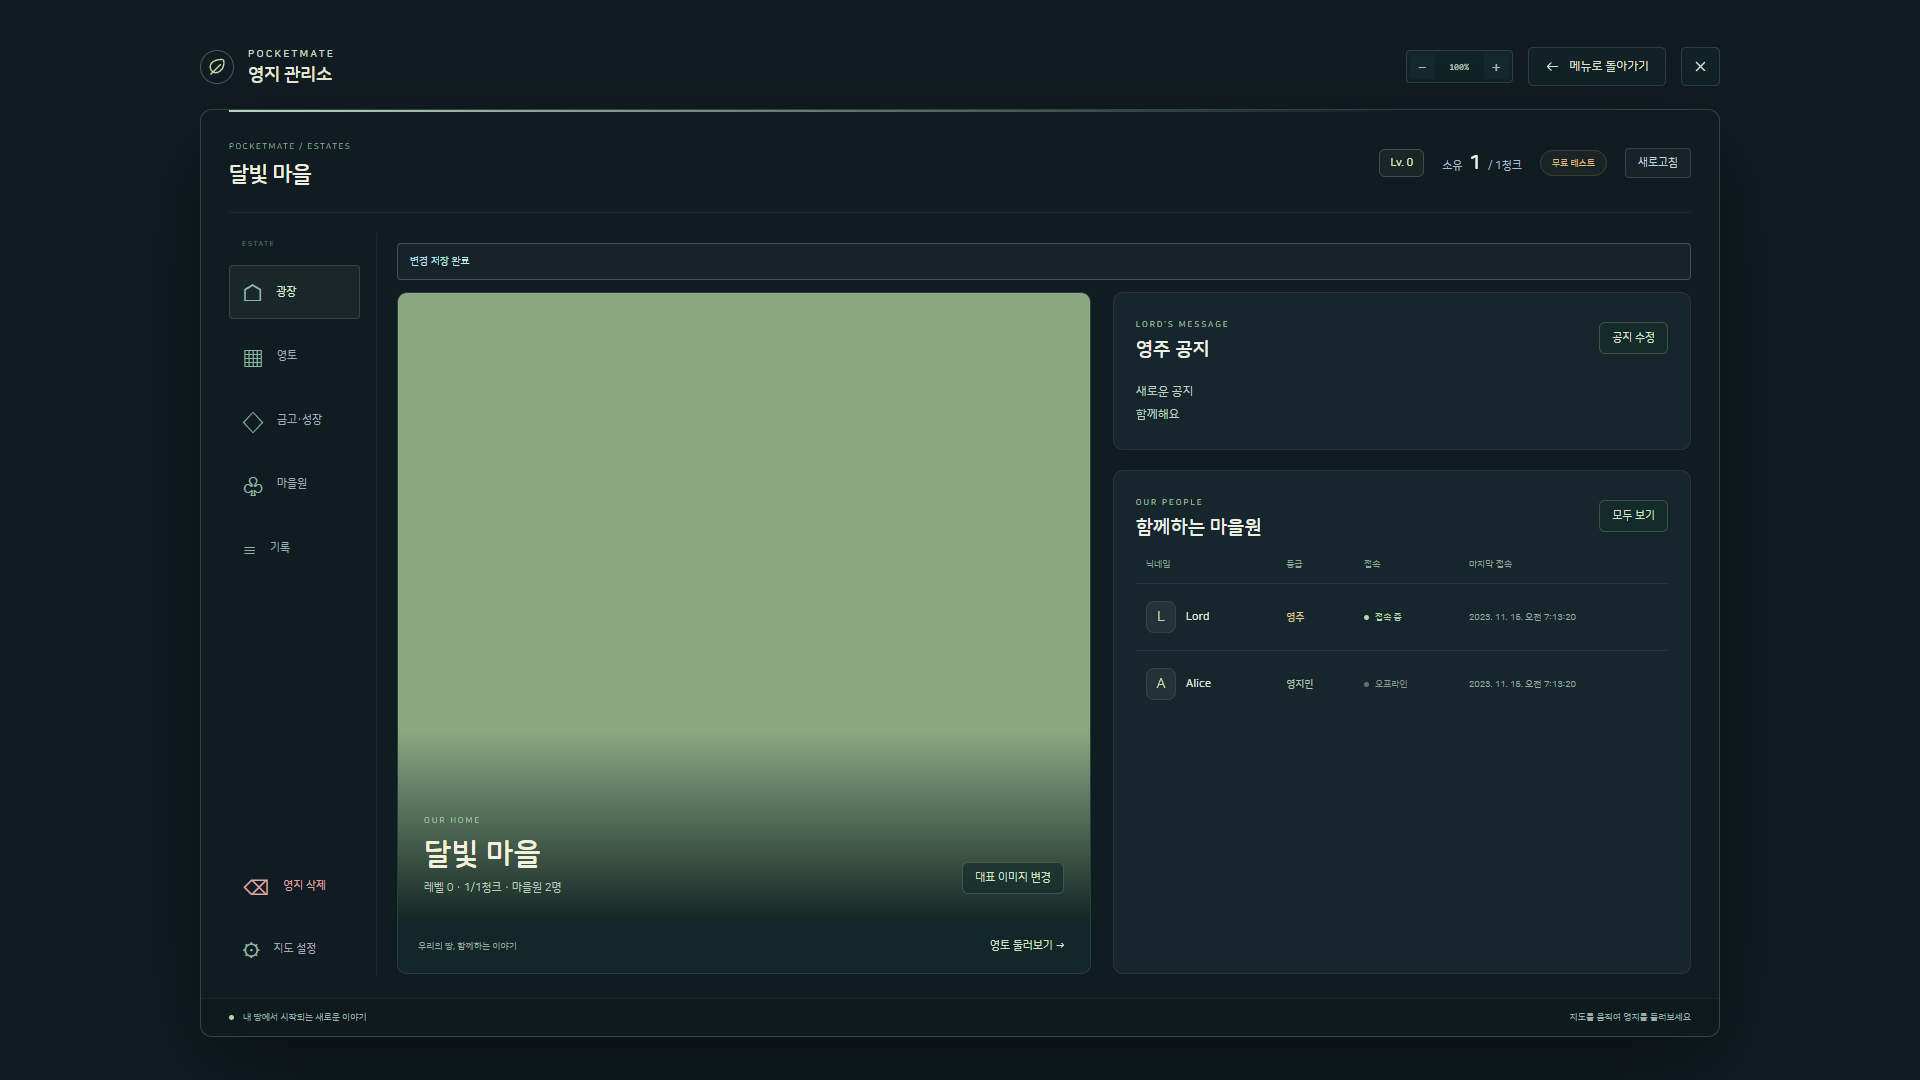 POCKETMATE
영지 관리소
− 100% +
← 메뉴로 돌아가기
×
POCKETMATE / ESTATES
달빛 마을
Lv. 0
소유 1 / 1청크
무료 테스트
새로고침
ESTATE
광장
영토
금고·성장
마을원
기록
영지 삭제
지도 설정
변경 저장 완료
OUR HOME
달빛 마을
레벨 0 · 1/1청크 · 마을원 2명
대표 이미지 변경
우리의 땅, 함께하는 이야기
영토 둘러보기 →
LORD'S MESSAGE
영주 공지
공지 수정
새로운 공지
함께해요
OUR PEOPLE
함께하는 마을원
모두 보기
닉네임 등급 접속 마지막 접속
L Lord 영주 접속 중 2023. 11. 15. 오전 7:13:20
A Alice 영지민 오프라인 2023. 11. 15. 오전 7:13:20
내 땅에서 시작되는 새로운 이야기
지도를 움직여 영지를 둘러보세요